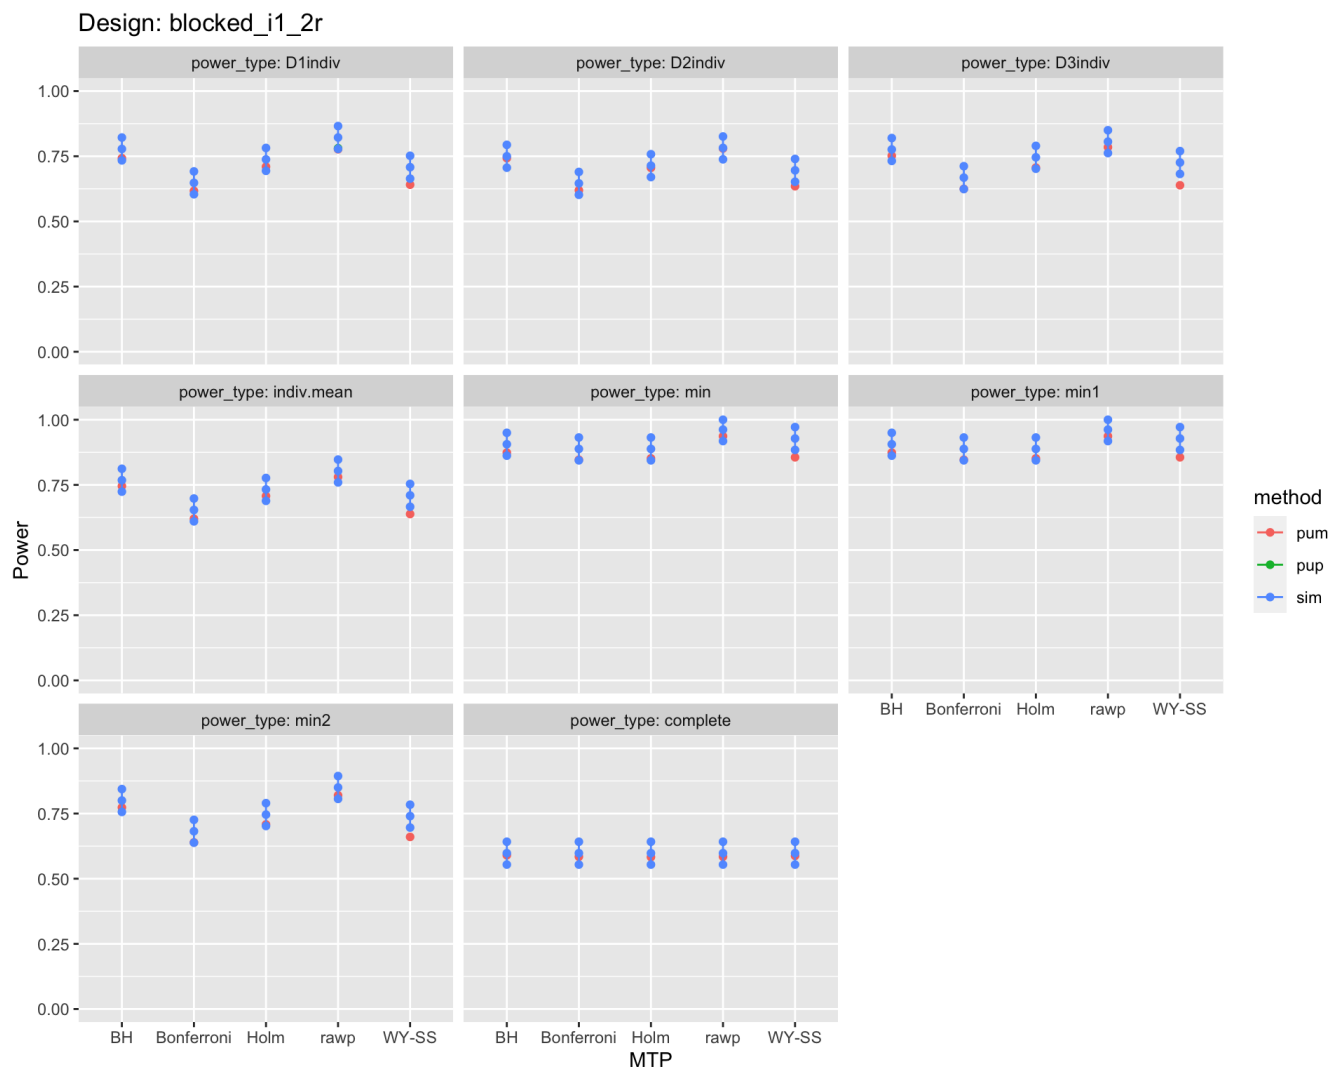 Design: blocked_i1_2r
power_type: D1indiv
power_type: D2indiv
power_type: D3indiv
1.00
0.75
0.50
0.25
0.00
power_type: indiv.mean
power_type: min
power_type: min1
1.00
0.75
0.50
0.25
0.00
BH Bonferroni Holm rawp WY-SS
power_type: min2
power_type: complete
1.00
0.75
0.50
0.25
0.00
BH Bonferroni Holm rawp WY-SS
BH Bonferroni Holm rawp WY-SS
MTP
Power
method
pum
pup
sim